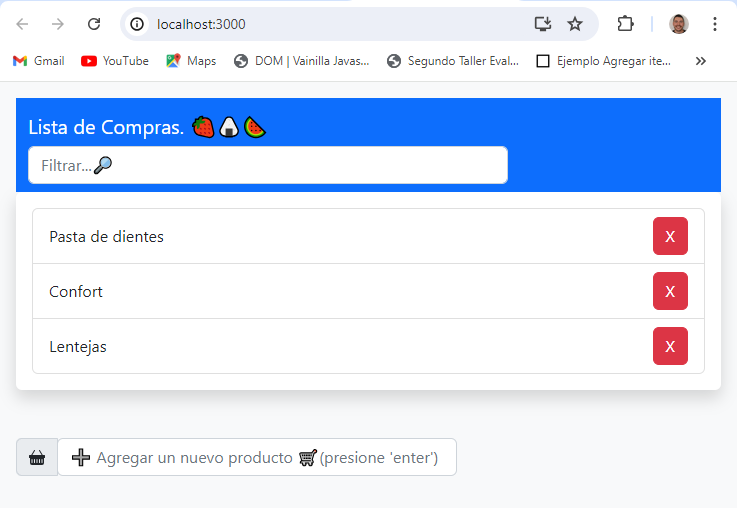 localhost:3000
Gmail YouTube Maps DOM | Vainilla Javas... Segundo Taller Eval... Ejemplo Agregar ite... »
Lista de Compras. 🍓🍙🍉
Filtrar...🔎
Pasta de dientes X
Confort X
Lentejas X
➕ Agregar un nuevo producto 🛒(presione 'enter')